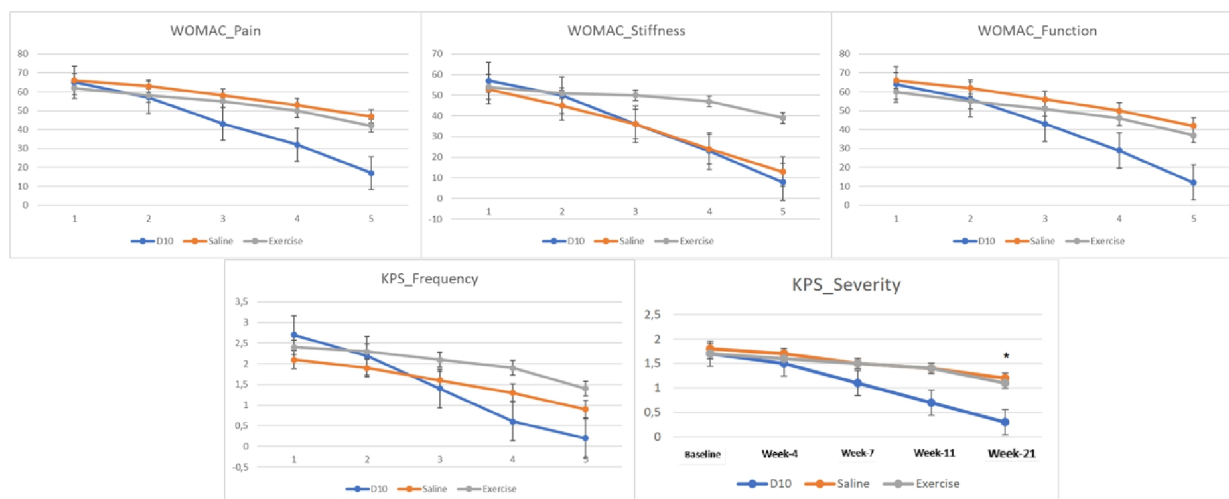 WOMAC_Pain
80
70
60
50
40
30
20
10
0
1 2 3 4 5
D10 Saline Exercise
WOMAC_Stiffness
70
60
50
40
30
20
10
0
-10
1 2 3 4 5
D10 Saline Exercise
WOMAC_Function
80
70
60
50
40
30
20
10
0
1 2 3 4 5
D10 Saline Exercise
KPS_Frequency
3,5
3
2,5
2
1,5
1
0,5
0
-0,5
1 2 3 4 5
D10 Saline Exercise
KPS_Severity
2,5
2
1,5
1
0,5
0
*
Baseline Week-4 Week-7 Week-11 Week-21
D10 Saline Exercise